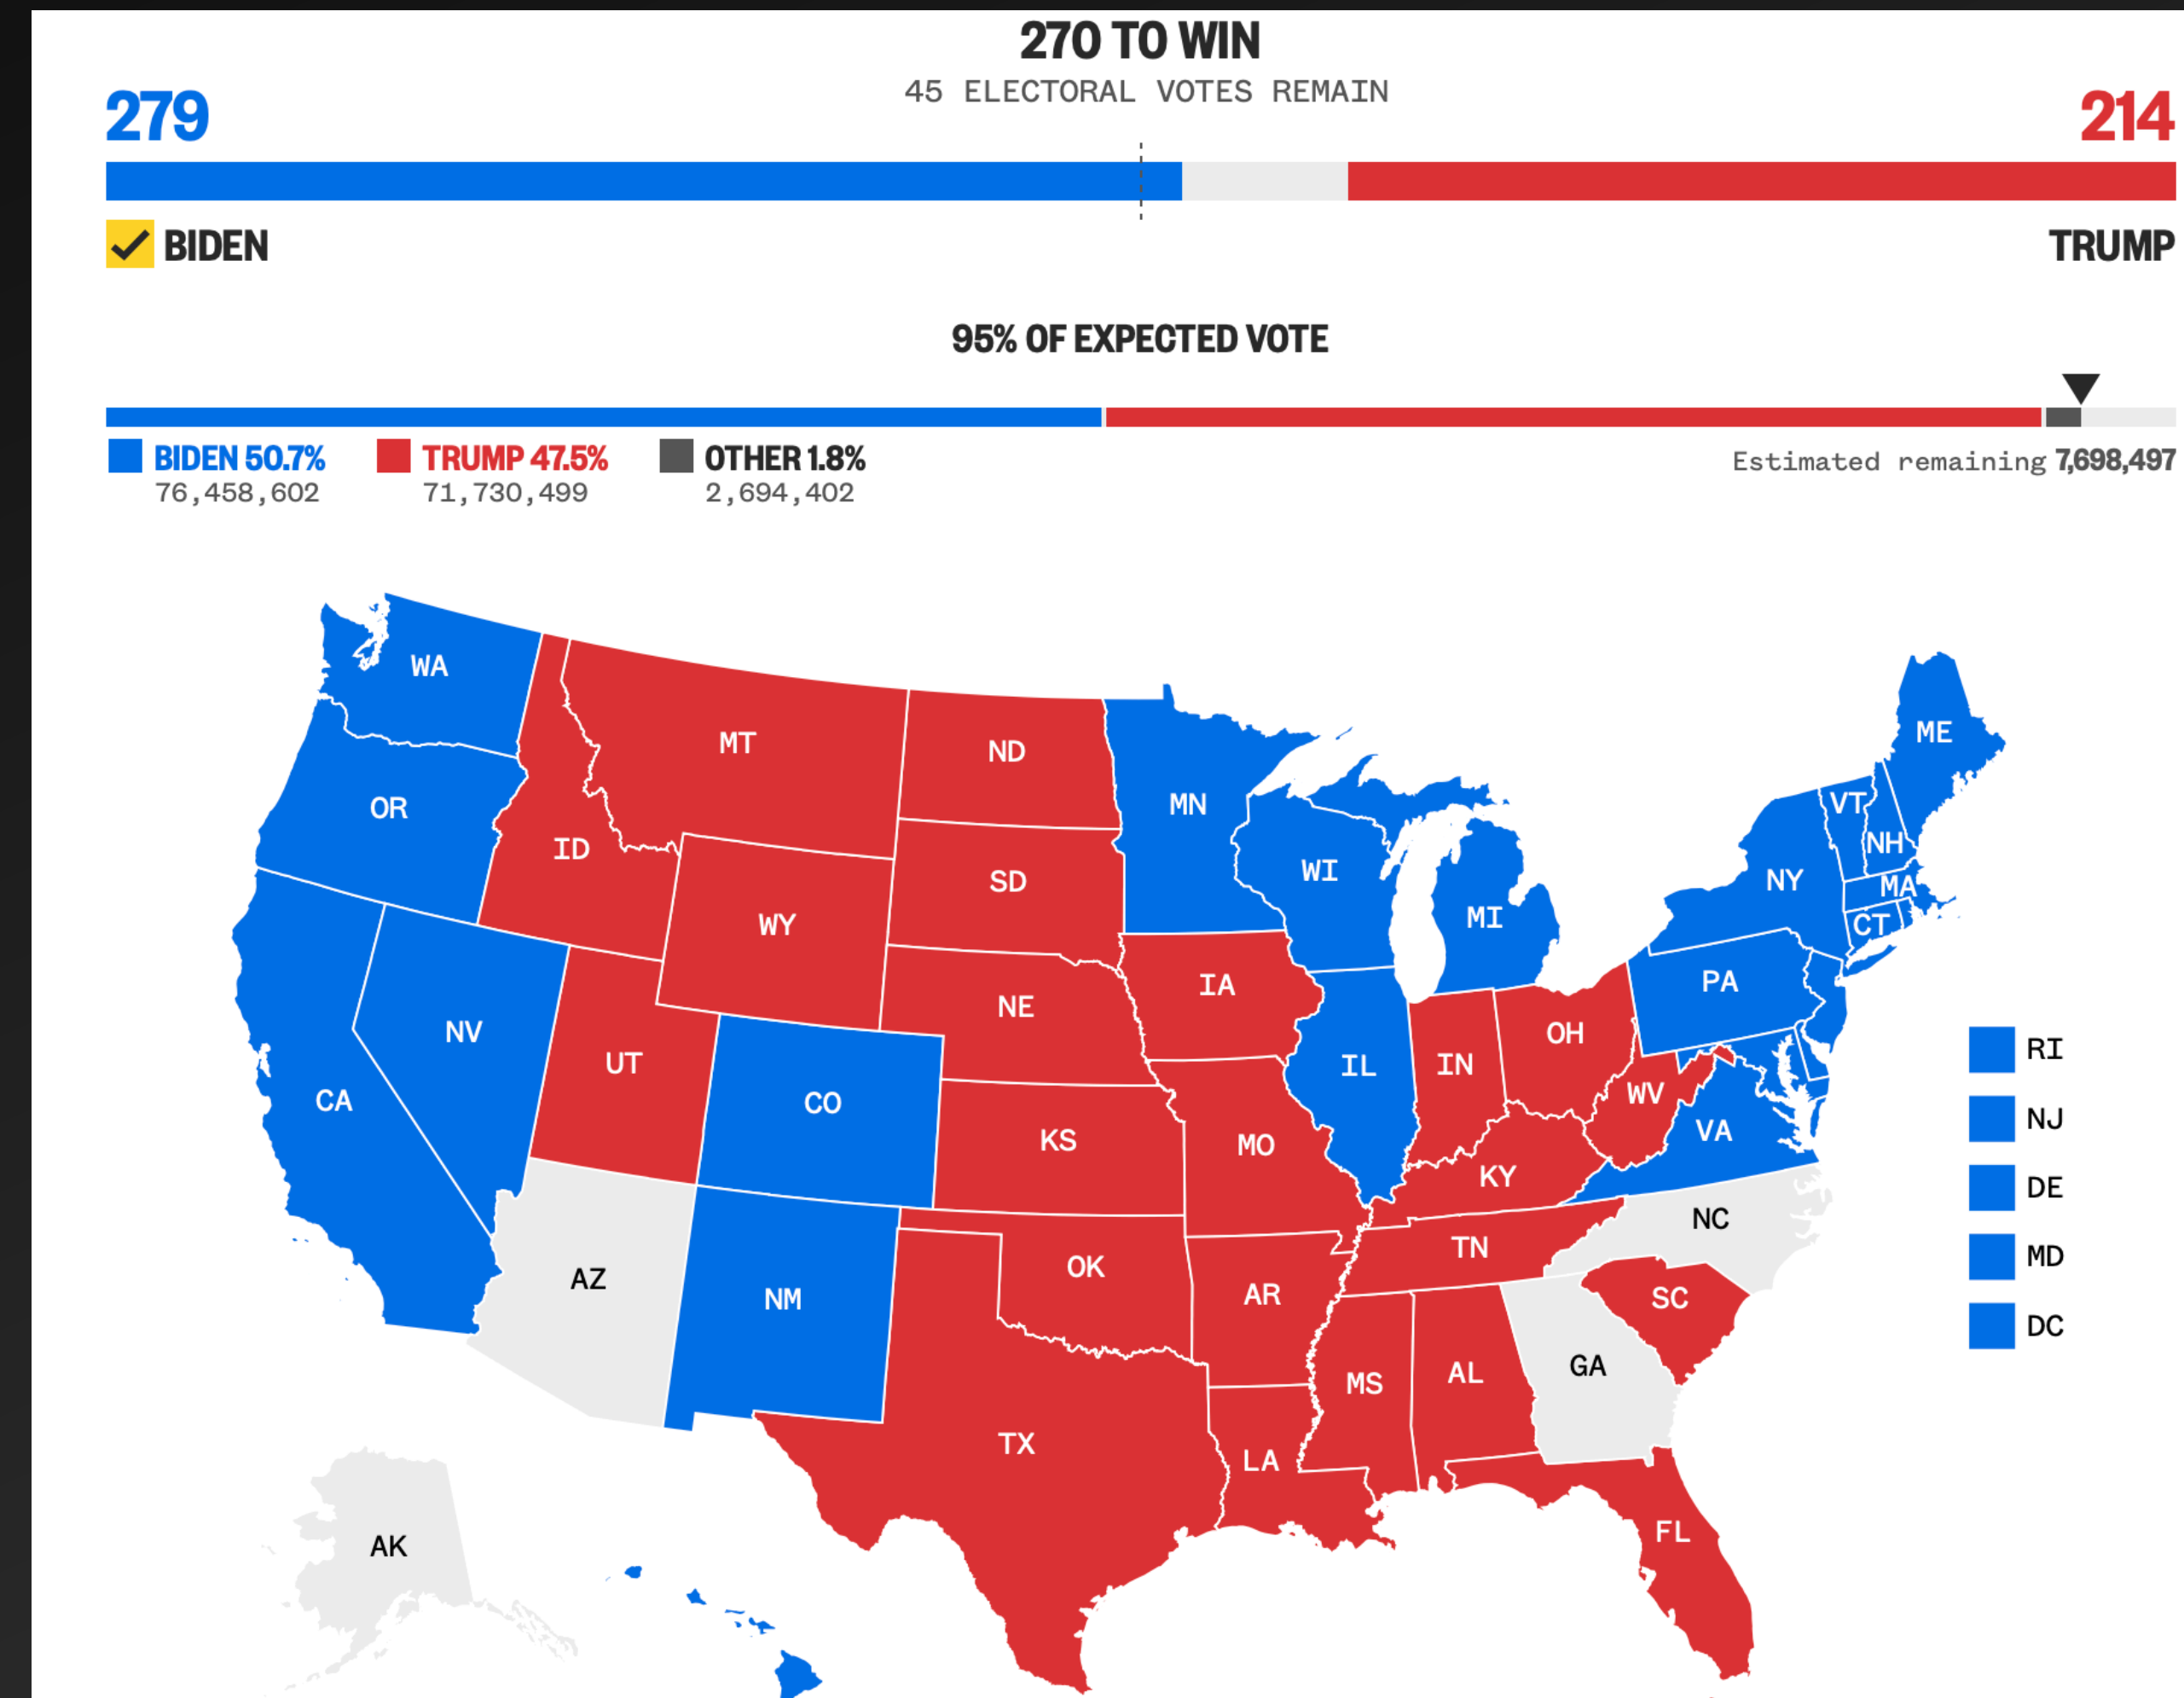 270 TO WIN
45 ELECTORAL VOTES REMAIN
279
214
BIDEN
TRUMP
95% OF EXPECTED VOTE
BIDEN 50.7%
76,458,602
TRUMP 47.5%
71,730,499
OTHER 1.8%
2,694,402
Estimated remaining 7,698,497
WA
MT
ND
MN
ME
OR
ID
SD
WI
MI
VT
NH
NY
MA
CT
WY
NE
IA
PA
NV
UT
CO
CA
KS
MO
IL
IN
OH
WV
VA
KY
RI
NJ
DE
MD
DC
NC
TN
AZ
NM
OK
AR
SC
MS
AL
GA
TX
LA
FL
AK